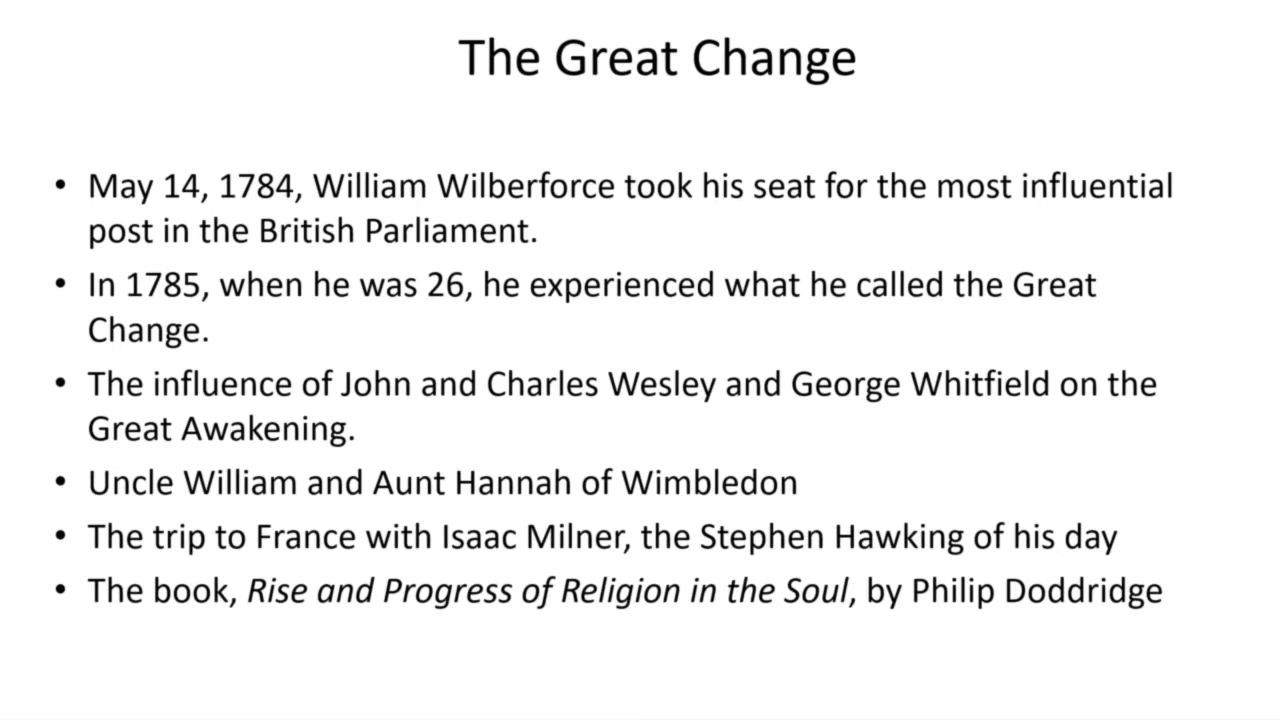 The Great Change
• May 14, 1784, William Wilberforce took his seat for the most influential
post in the British Parliament.
• In 1785, when he was 26, he experienced what he called the Great
Change.
• The influence of John and Charles Wesley and George Whitfield on the
Great Awakening.
• Uncle William and Aunt Hannah of Wimbledon
• The trip to France with Isaac Milner, the Stephen Hawking of his day
• The book, Rise and Progress of Religion in the Soul, by Philip Doddridge